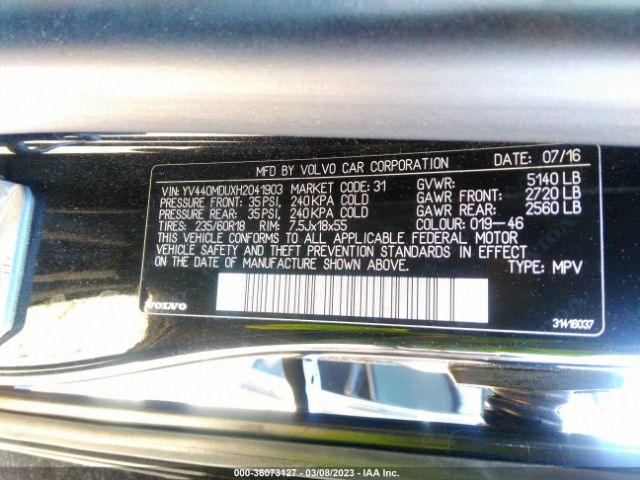 MFD BY VOLVO CAR CORPORATION DATE: 07/16
VIN: YV440MDUXH2041903 MARKET CODE: 31 GVWR: 5140 LB
PRESSURE FRONT: 35 PSI, 240 KPA COLD GAWR FRONT: 2720 LB
PRESSURE REAR: 35 PSI, 240 KPA COLD GAWR REAR: 2560 LB
TIRES: 235/60R18 RIM: 7.5Jx18x55 COLOUR: 019-46
THIS VEHICLE CONFORMS TO ALL APPLICABLE FEDERAL MOTOR
VEHICLE SAFETY AND THEFT PREVENTION STANDARDS IN EFFECT
ON THE DATE OF MANUFACTURE SHOWN ABOVE. TYPE: MPV
VOLVO 31416037
000-36073127 - 03/08/2023 - IAA Inc.